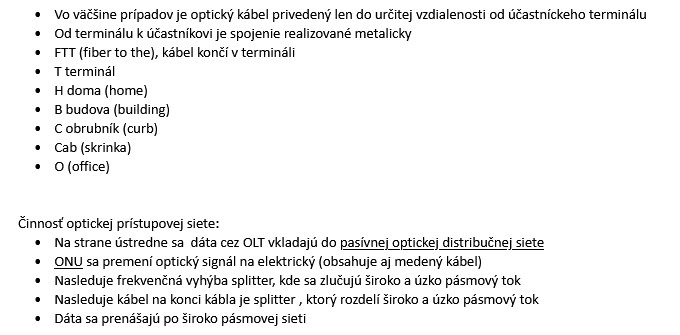 • Vo väčšine prípadov je optický kábel privedený len do určitej vzdialenosti od účastníckeho terminálu
• Od terminálu k účastníkovi je spojenie realizované metalicky
• FTT (fiber to the), kábel končí v termináli
• T terminál
• H doma (home)
• B budova (building)
• C obrubník (curb)
• Cab (skrinka)
• O (office)
Činnosť optickej prístupovej siete:
• Na strane ústredne sa  dáta cez OLT vkladajú do pasívnej optickej distribučnej siete
• ONU sa premení optický signál na elektrický (obsahuje aj medený kábel)
• Nasleduje frekvenčná vyhýba splitter, kde sa zlučujú široko a úzko pásmový tok
• Nasleduje kábel na konci kábla je splitter , ktorý rozdelí široko a úzko pásmový tok
• Dáta sa prenášajú po široko pásmovej sieti